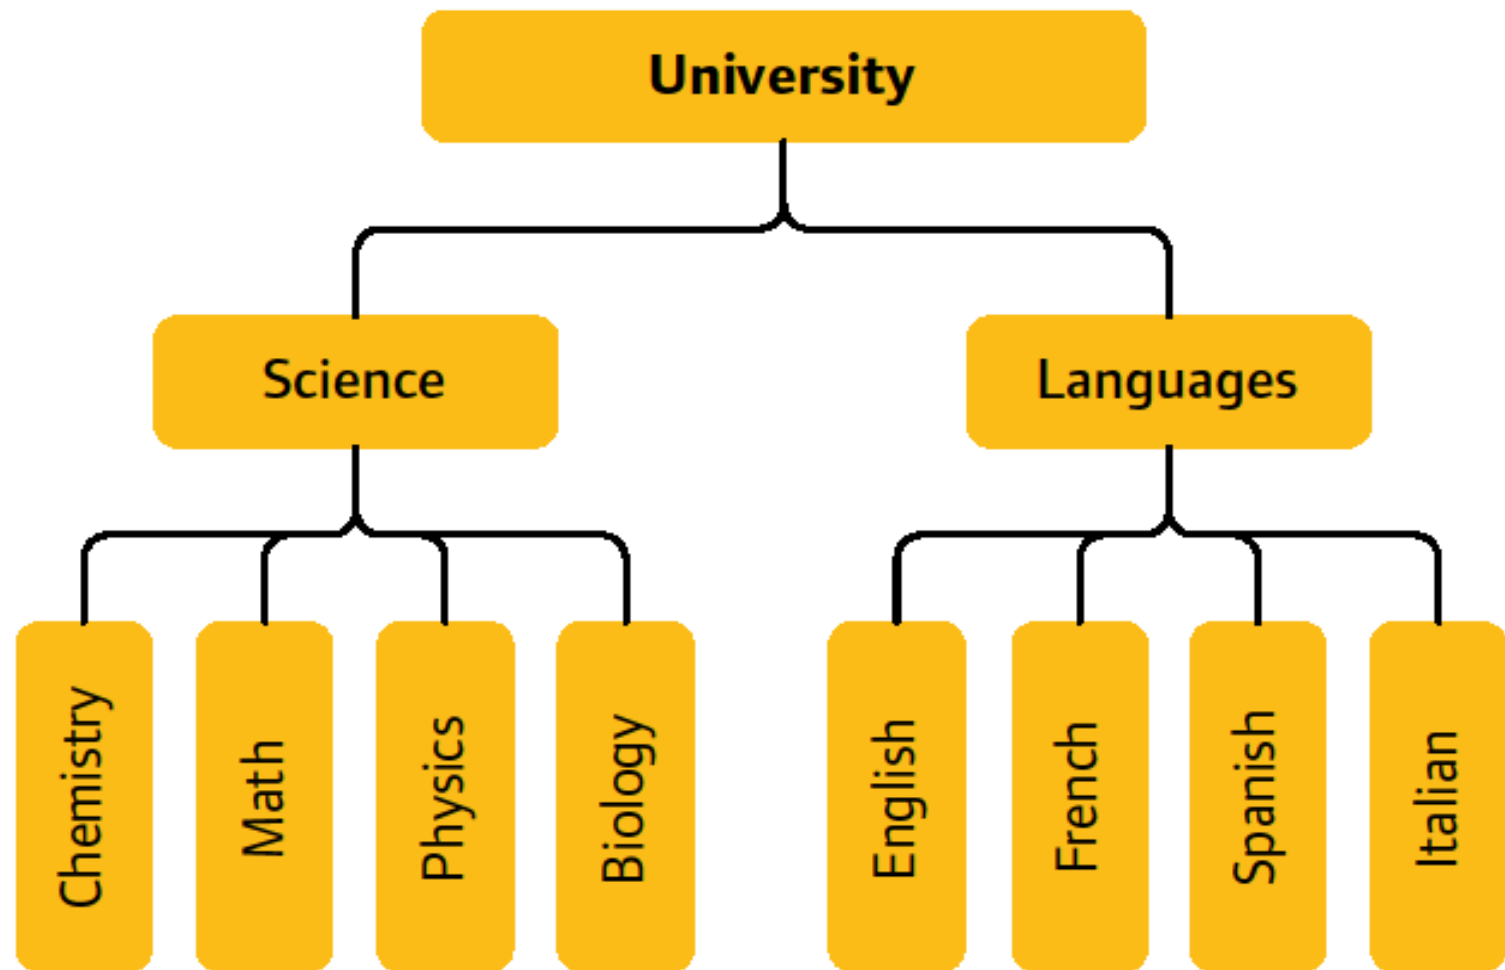 University
Science
Languages
Chemistry
Math
Physics
Biology
English
French
Spanish
Italian